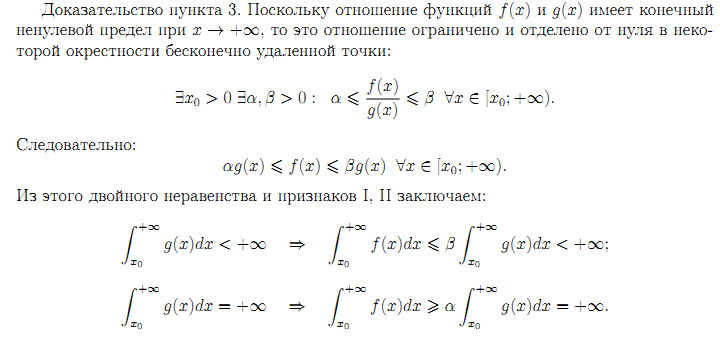 Доказательство пункта 3. Поскольку отношение функций f(x) и g(x) имеет конечный
ненулевой предел при x → +∞, то это отношение ограничено и отделено от нуля в неко-
торой окрестности бесконечно удаленной точки:
∃x₀ > 0 ∃α, β > 0 : α ⩽ f(x)/g(x) ⩽ β ∀x ∈ [x₀; +∞).
Следовательно:
αg(x) ⩽ f(x) ⩽ βg(x) ∀x ∈ [x₀; +∞).
Из этого двойного неравенства и признаков I, II заключаем:
∫_{x₀}^{+∞} g(x)dx < +∞ ⇒ ∫_{x₀}^{+∞} f(x)dx ⩽ β ∫_{x₀}^{+∞} g(x)dx < +∞;
∫_{x₀}^{+∞} g(x)dx = +∞ ⇒ ∫_{x₀}^{+∞} f(x)dx ⩾ α ∫_{x₀}^{+∞} g(x)dx = +∞.